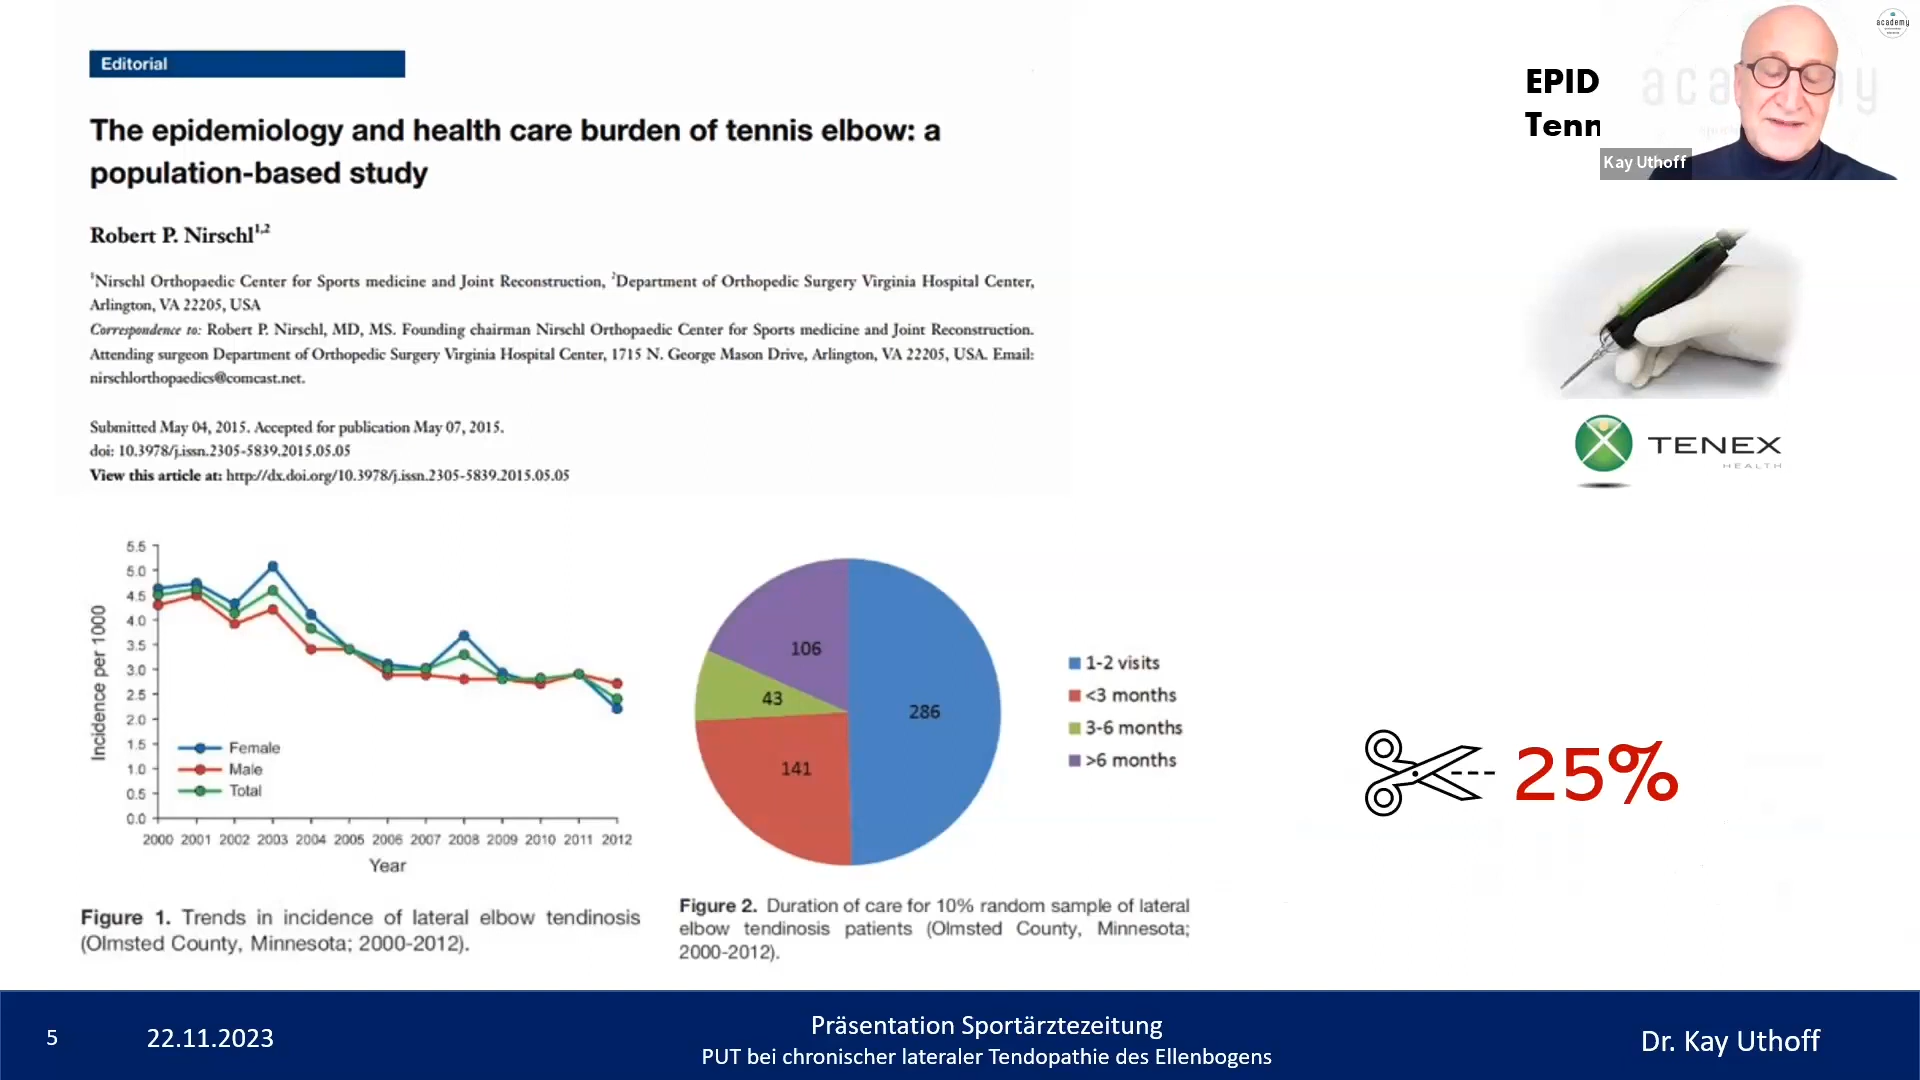 Editorial
The epidemiology and health care burden of tennis elbow: a
population-based study
Robert P. Nirschl1,2
1Nirschl Orthopaedic Center for Sports medicine and Joint Reconstruction, 2Department of Orthopedic Surgery Virginia Hospital Center,
Arlington, VA 22205, USA
Correspondence to: Robert P. Nirschl, MD, MS. Founding chairman Nirschl Orthopaedic Center for Sports medicine and Joint Reconstruction.
Attending surgeon Department of Orthopedic Surgery Virginia Hospital Center, 1715 N. George Mason Drive, Arlington, VA 22205, USA. Email:
nirschlorthopaedics@comcast.net.
Submitted May 04, 2015. Accepted for publication May 07, 2015.
doi: 10.3978/j.issn.2305-5839.2015.05.05
View this article at: http://dx.doi.org/10.3978/j.issn.2305-5839.2015.05.05
EPID
Tenn
academy
Kay Uthoff
TENEX
HEALTH
Incidence per 1000
5.5
5.0
4.5
4.0
3.5
3.0
2.5
2.0
1.5
1.0
0.5
0.0
Female
Male
Total
2000 2001 2002 2003 2004 2005 2006 2007 2008 2009 2010 2011 2012
Year
Figure 1. Trends in incidence of lateral elbow tendinosis
(Olmsted County, Minnesota; 2000-2012).
106
43
286
141
1-2 visits
<3 months
3-6 months
>6 months
Figure 2. Duration of care for 10% random sample of lateral
elbow tendinosis patients (Olmsted County, Minnesota;
2000-2012).
25%
5
22.11.2023
Präsentation Sportärztezeitung
PUT bei chronischer lateraler Tendopathie des Ellenbogens
Dr. Kay Uthoff